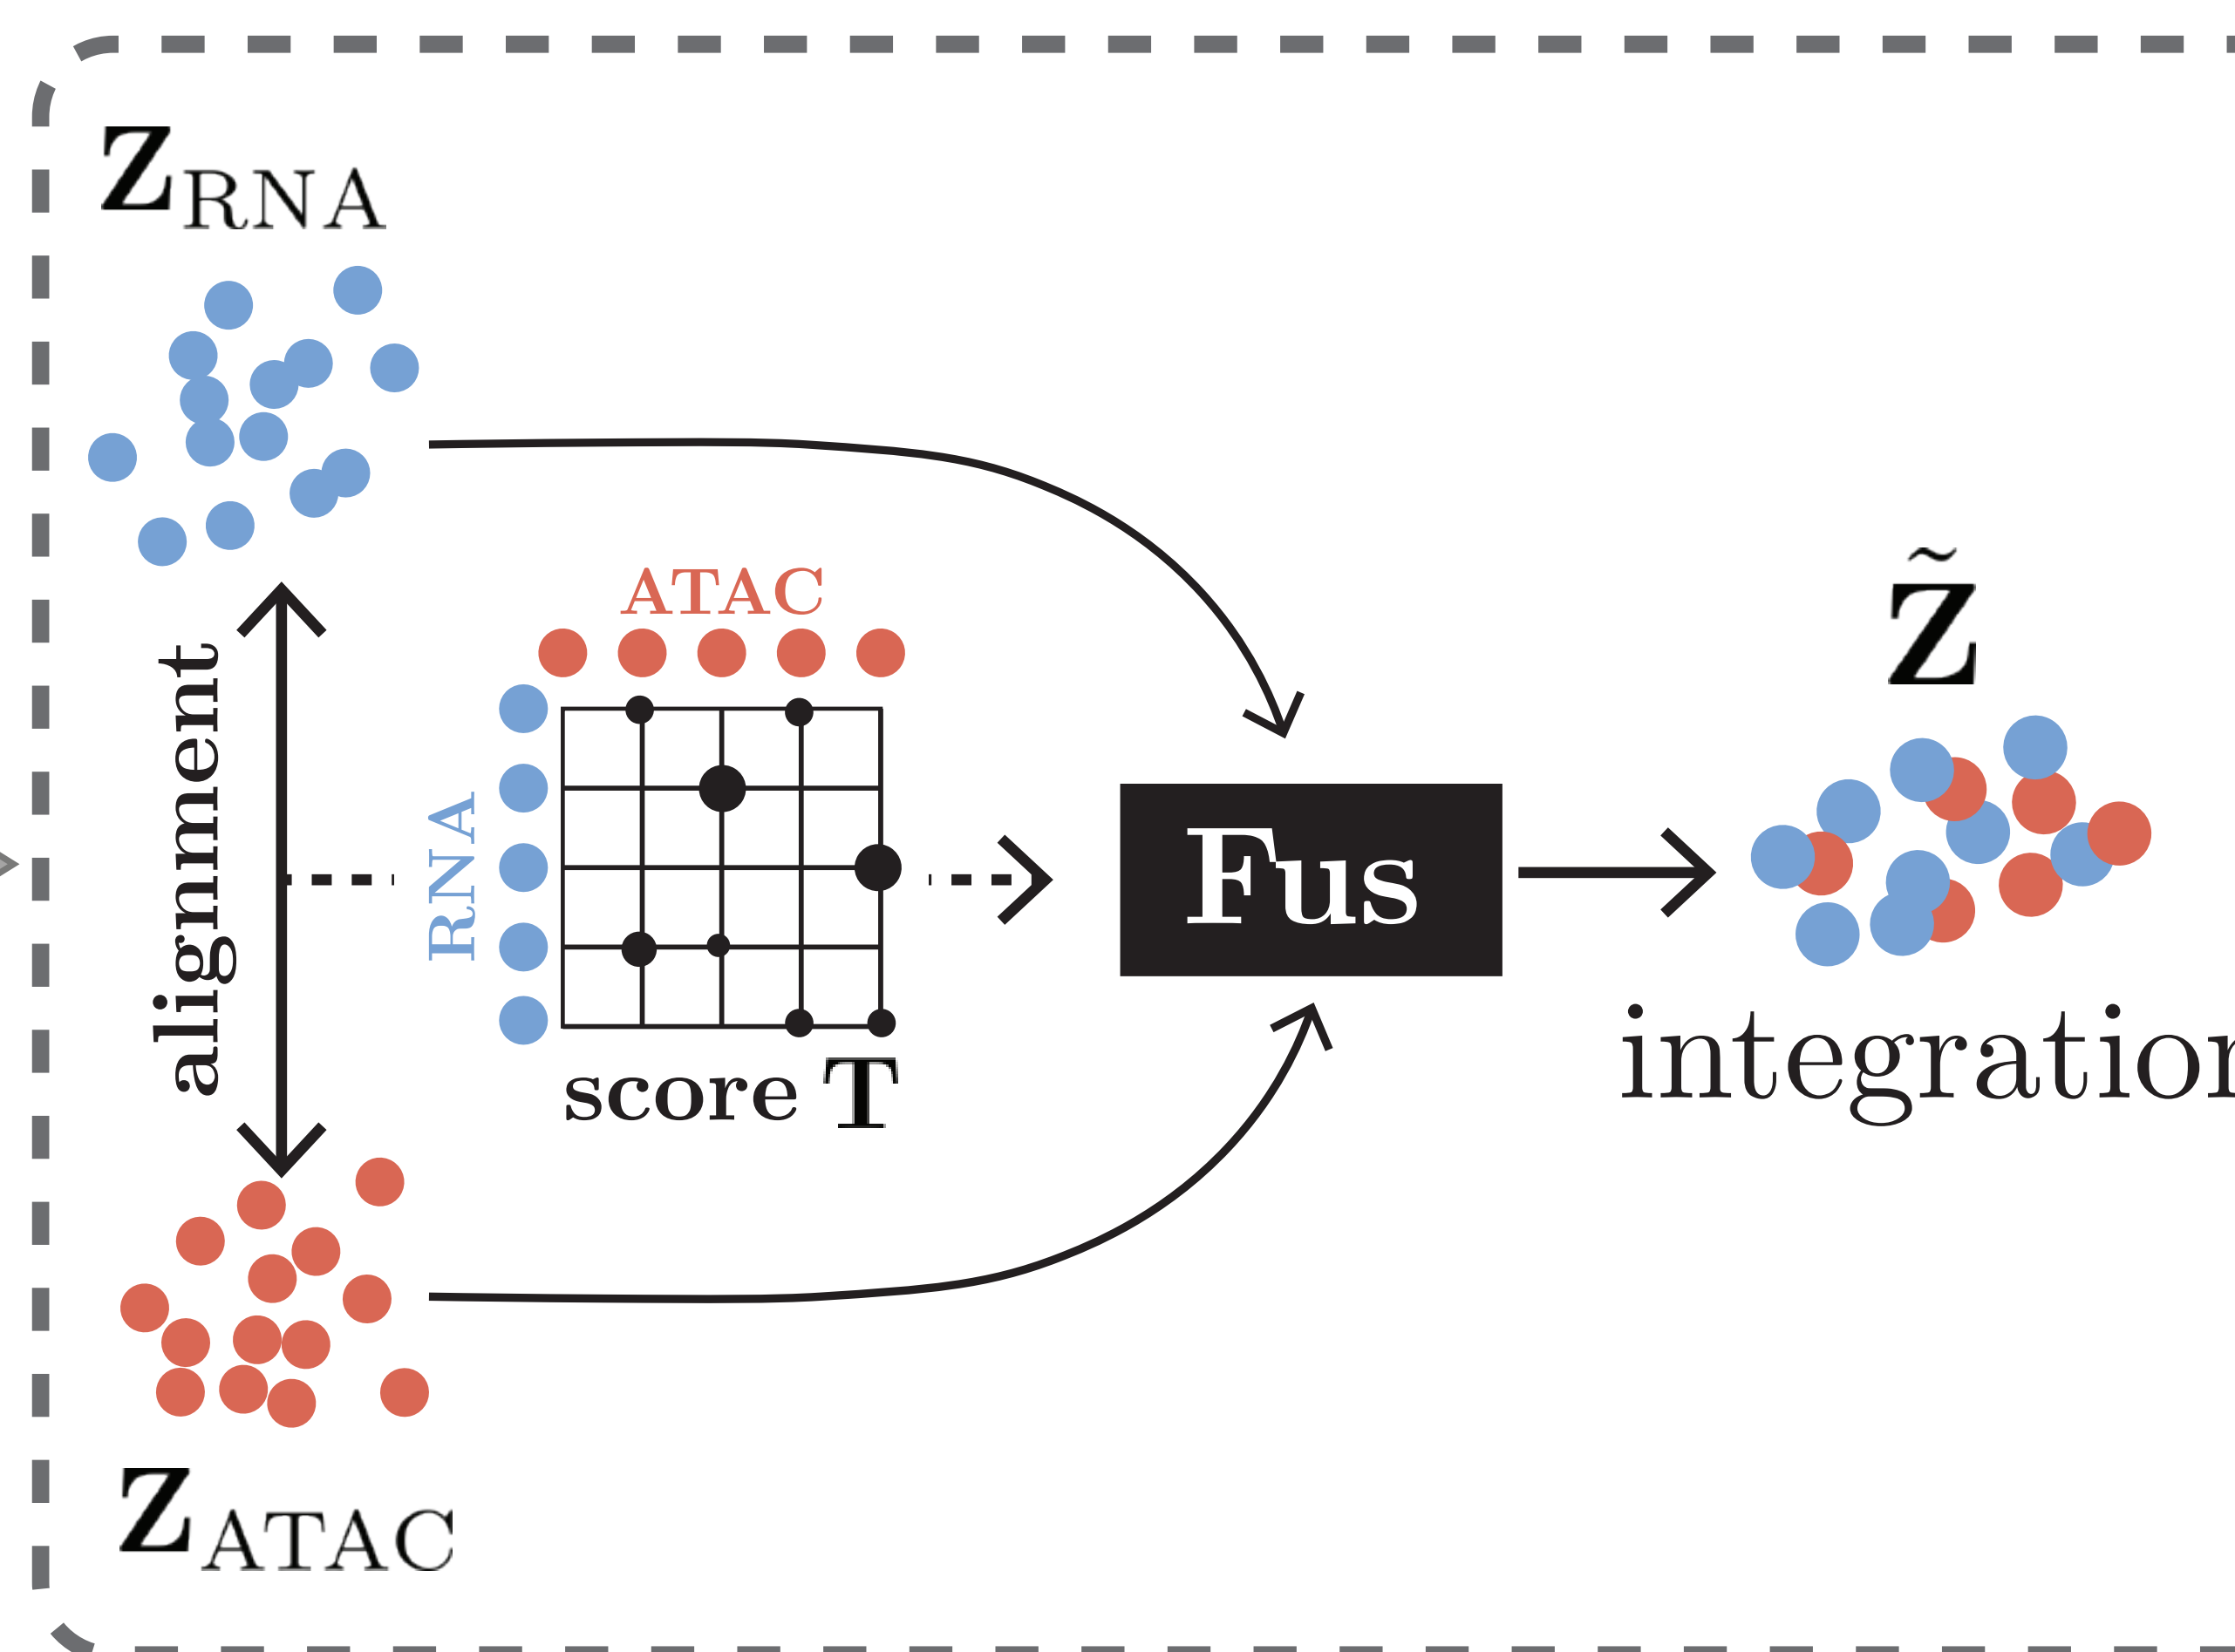 Z_RNA
alignment
ATAC
RNA
score T
Fus
Z̃
integration
Z_ATAC